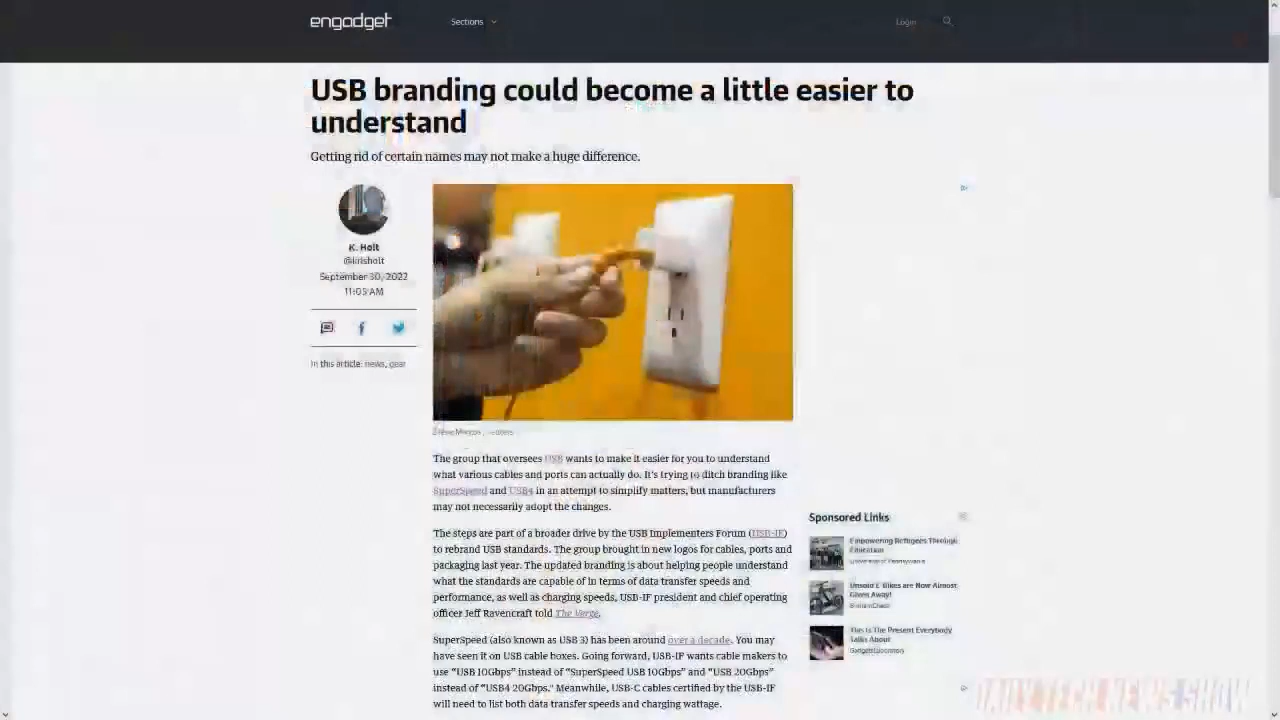 engadget
Sections
Login
USB branding could become a little easier to
understand
Getting rid of certain names may not make a huge difference.
K. Holt
@krisholt
September 30, 2022
11:05 AM
In this article: news, gear
The group that oversees USB wants to make it easier for you to understand
what various cables and ports can actually do. It's trying to ditch branding like
SuperSpeed and USB4 in an attempt to simplify matters, but manufacturers
may not necessarily adopt the changes.
The steps are part of a broader drive by the USB Implementers Forum (USB-IF)
to rebrand USB standards. The group brought in new logos for cables, ports and
packaging last year. The updated branding is about helping people understand
what the standards are capable of in terms of data transfer speeds and
performance, as well as charging speeds, USB-IF president and chief operating
officer Jeff Ravencraft told The Verge.
SuperSpeed (also known as USB 3) has been around over a decade. You may
have seen it on USB cable boxes. Going forward, USB-IF wants cable makers to
use “USB 10Gbps” instead of “SuperSpeed USB 10Gbps” and “USB 20Gbps”
instead of “USB4 20Gbps.” Meanwhile, USB-C cables certified by the USB-IF
will need to list both data transfer speeds and charging wattage.
Sponsored Links
Empowering Refugees Through
Education
University of Pennsylvania
Unsold E-Bikes are Now Almost
Given Away!
This Is The Present Everybody
Talks About